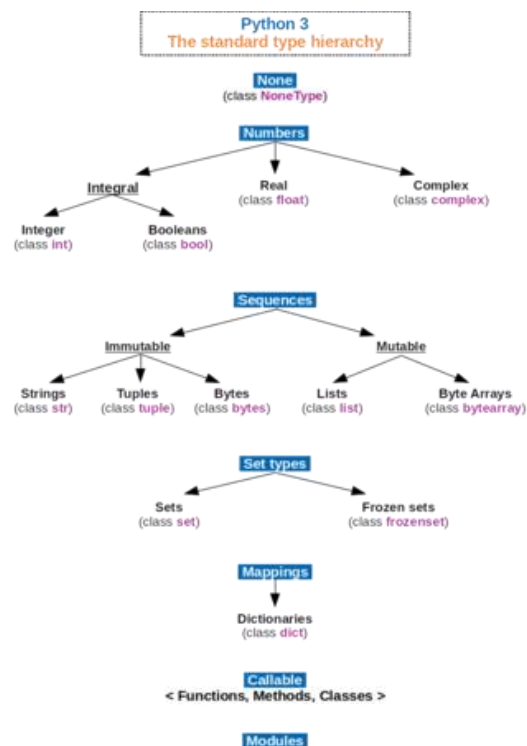 Python 3
The standard type hierarchy
None
(class NoneType)
Numbers
Integral
Real
(class float)
Complex
(class complex)
Integer
(class int)
Booleans
(class bool)
Sequences
Immutable
Mutable
Strings
(class str)
Tuples
(class tuple)
Bytes
(class bytes)
Lists
(class list)
Byte Arrays
(class bytearray)
Set types
Sets
(class set)
Frozen sets
(class frozenset)
Mappings
Dictionaries
(class dict)
Callable
< Functions, Methods, Classes >
Modules